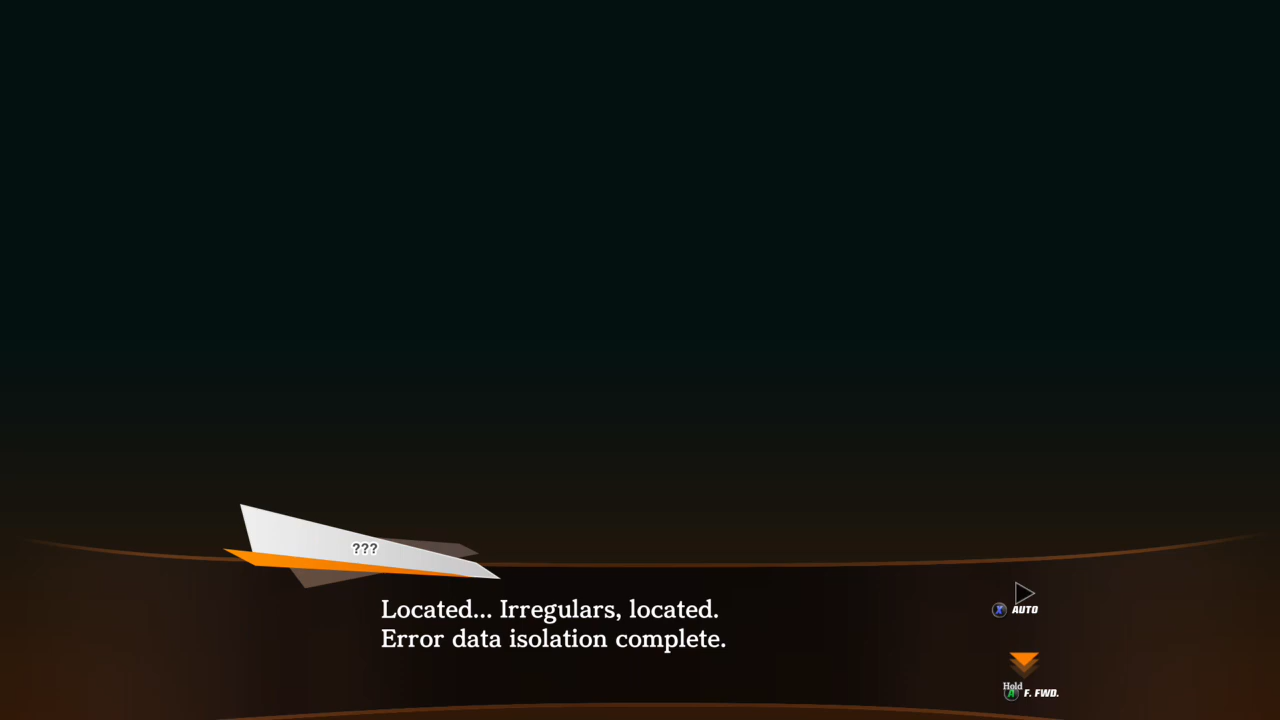 ???
Located... Irregulars, located.
Error data isolation complete.
X AUTO
Hold
A F. FWD.